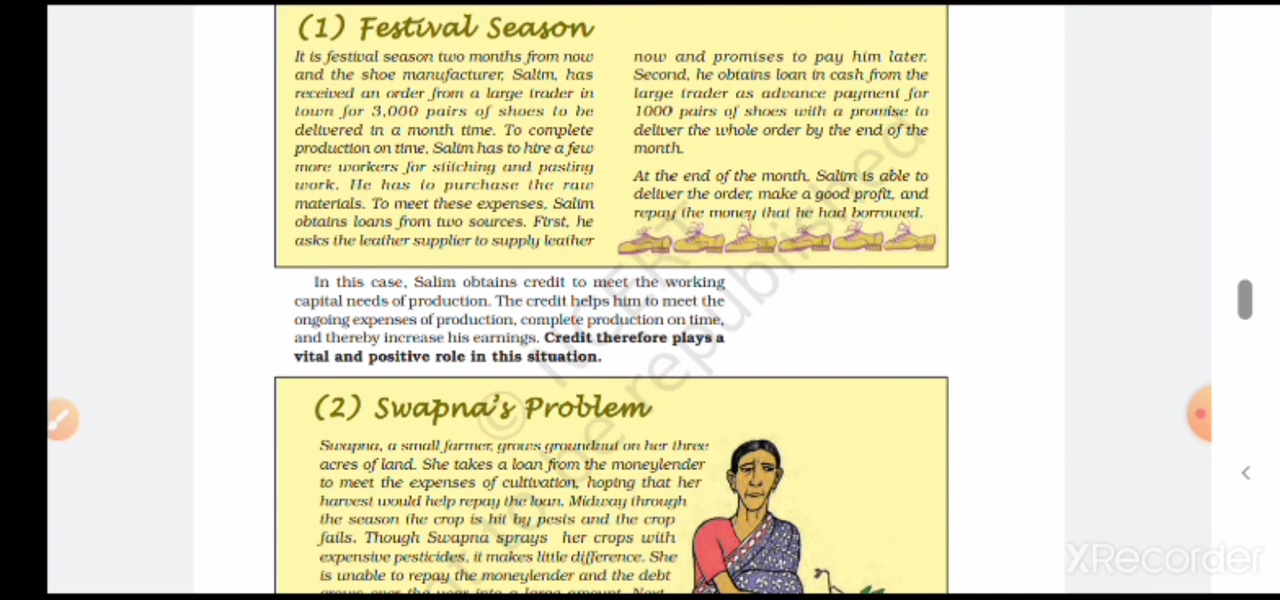 (1) Festival Season
It is festival season two months from now
and the shoe manufacturer, Salim, has
received an order from a large trader in
town for 3,000 pairs of shoes to be
delivered in a month time. To complete
production on time, Salim has to hire a few
more workers for stitching and pasting
work. He has to purchase the raw
materials. To meet these expenses, Salim
obtains loans from two sources. First, he
asks the leather supplier to supply leather
now and promises to pay him later.
Second, he obtains loan in cash from the
large trader as advance payment for
1000 pairs of shoes with a promise to
deliver the whole order by the end of the
month.
At the end of the month, Salim is able to
deliver the order, make a good profit, and
repay the money that he had borrowed.
In this case, Salim obtains credit to meet the working
capital needs of production. The credit helps him to meet the
ongoing expenses of production, complete production on time,
and thereby increase his earnings. Credit therefore plays a
vital and positive role in this situation.
(2) Swapna's Problem
Swapna, a small farmer, grows groundnut on her three
acres of land. She takes a loan from the moneylender
to meet the expenses of cultivation, hoping that her
harvest would help repay the loan. Midway through
the season the crop is hit by pests and the crop
fails. Though Swapna sprays her crops with
expensive pesticides, it makes little difference. She
is unable to repay the moneylender and the debt
grows over the year into a large amount. Next
© NCERT
to be republished
XRecorder